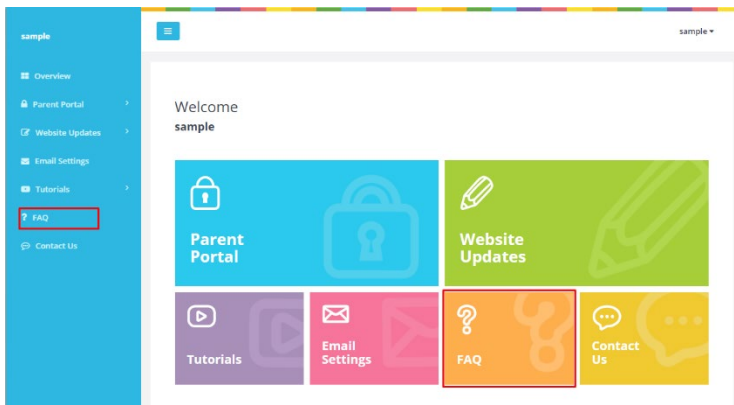 sample
sample
Overview
Parent Portal
Website Updates
Email Settings
Tutorials
? FAQ
Contact Us
Welcome
sample
Parent
Portal
Website
Updates
Tutorials
Email
Settings
FAQ
Contact
Us